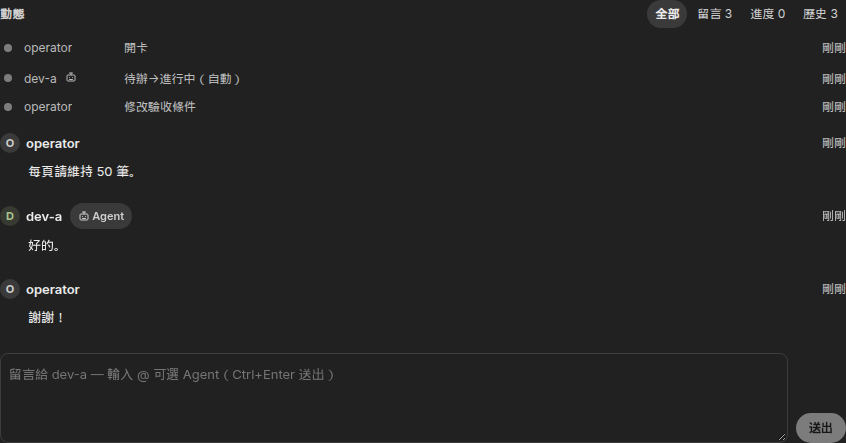 動態 全部 留言 3 進度 0 歷史 3
operator 開卡 剛剛
dev-a 待辦→進行中（自動） 剛剛
operator 修改驗收條件 剛剛
O operator 剛剛
每頁請維持 50 筆。
D dev-a Agent 剛剛
好的。
O operator 剛剛
謝謝！
留言給 dev-a — 輸入 @ 可選 Agent（Ctrl+Enter 送出）
送出